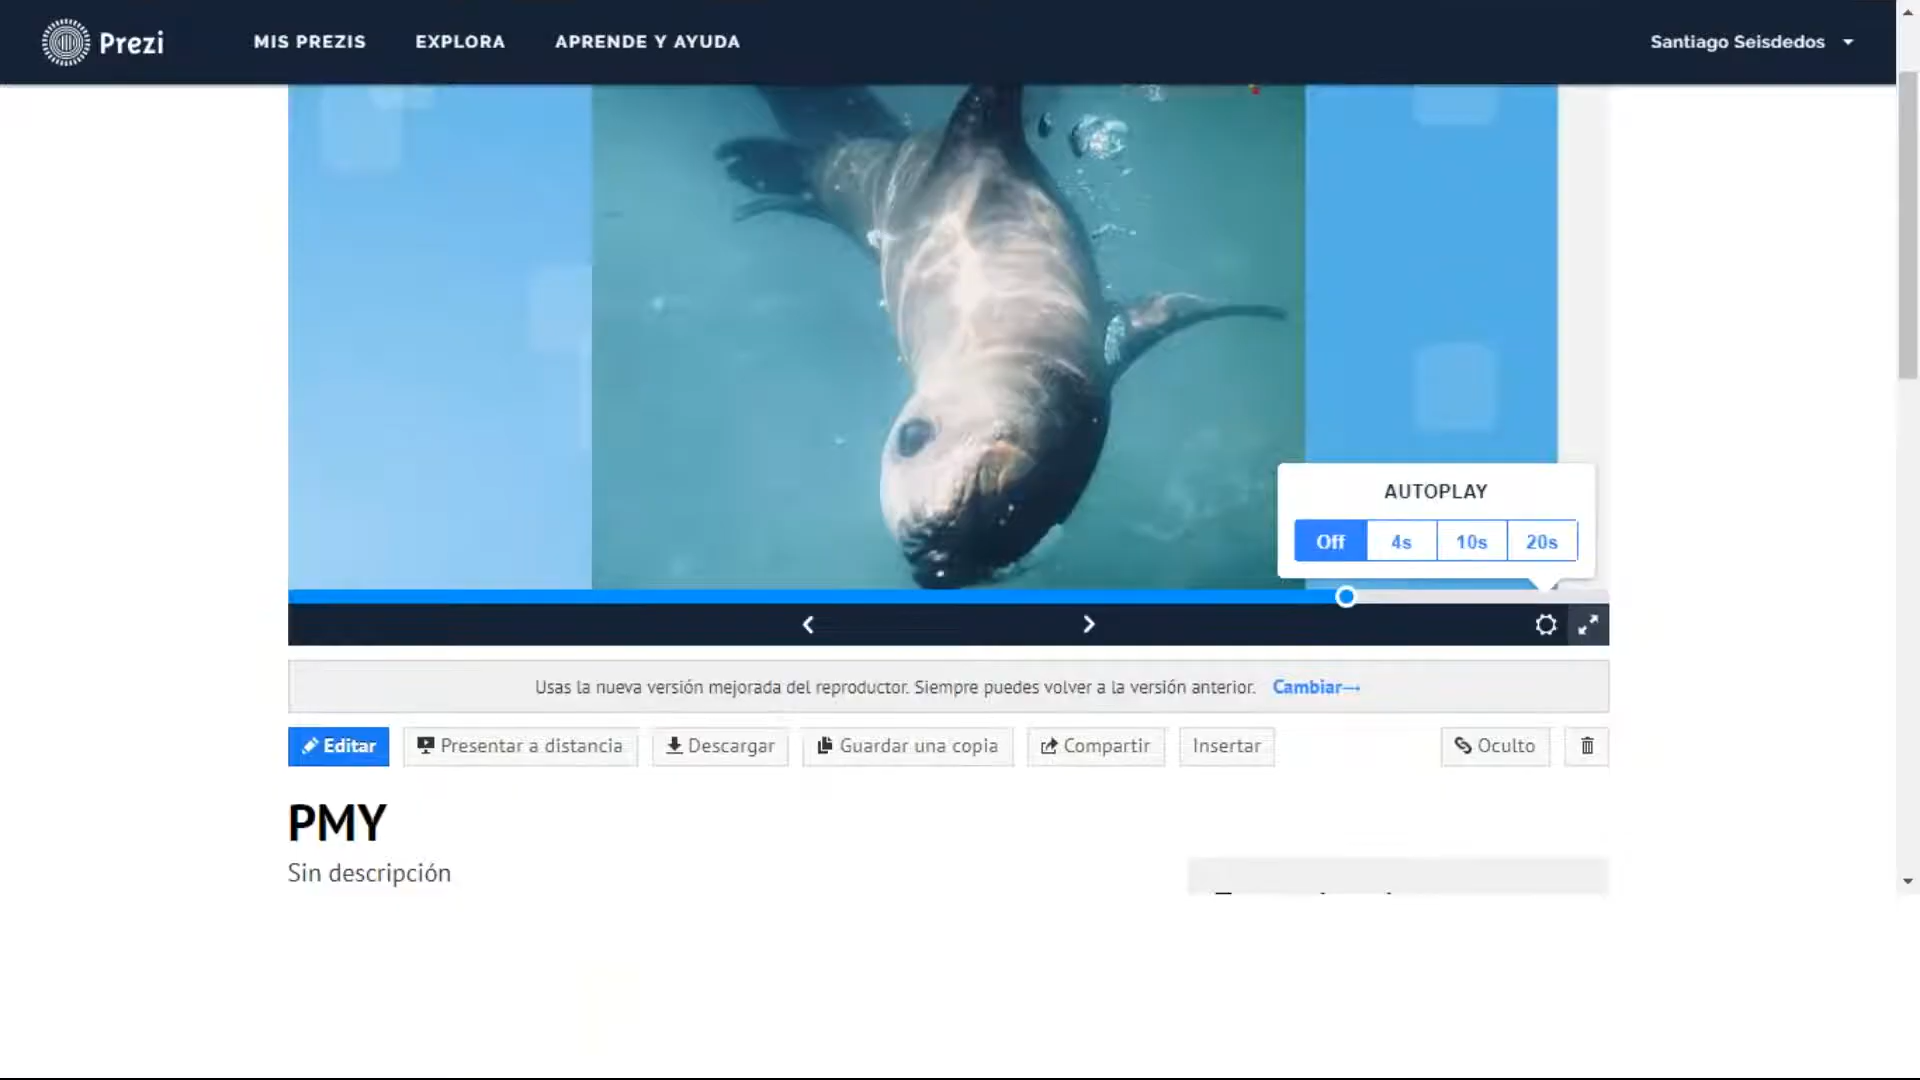 Prezi
MIS PREZIS
EXPLORA
APRENDE Y AYUDA
Santiago Seisdedos
AUTOPLAY
Off
4s
10s
20s
Usas la nueva versión mejorada del reproductor. Siempre puedes volver a la versión anterior. Cambiar→
Editar
Presentar a distancia
Descargar
Guardar una copia
Compartir
Insertar
Oculto
PMY
Sin descripción